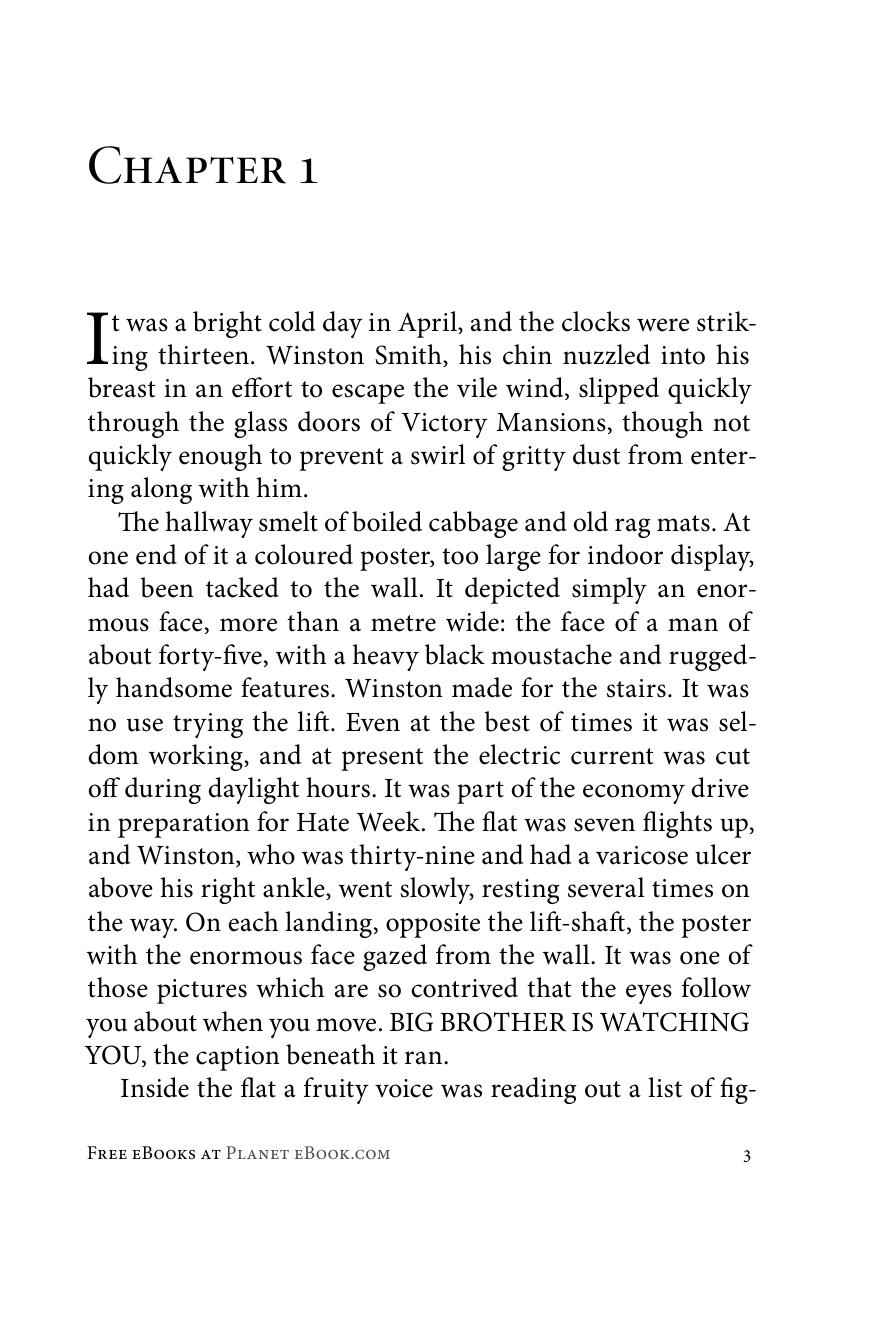 Chapter 1
It was a bright cold day in April, and the clocks were strik-
ing thirteen. Winston Smith, his chin nuzzled into his
breast in an effort to escape the vile wind, slipped quickly
through the glass doors of Victory Mansions, though not
quickly enough to prevent a swirl of gritty dust from enter-
ing along with him.
The hallway smelt of boiled cabbage and old rag mats. At
one end of it a coloured poster, too large for indoor display,
had been tacked to the wall. It depicted simply an enor-
mous face, more than a metre wide: the face of a man of
about forty-five, with a heavy black moustache and rugged-
ly handsome features. Winston made for the stairs. It was
no use trying the lift. Even at the best of times it was sel-
dom working, and at present the electric current was cut
off during daylight hours. It was part of the economy drive
in preparation for Hate Week. The flat was seven flights up,
and Winston, who was thirty-nine and had a varicose ulcer
above his right ankle, went slowly, resting several times on
the way. On each landing, opposite the lift-shaft, the poster
with the enormous face gazed from the wall. It was one of
those pictures which are so contrived that the eyes follow
you about when you move. BIG BROTHER IS WATCHING
YOU, the caption beneath it ran.
Inside the flat a fruity voice was reading out a list of fig-
Free eBooks at Planet eBook.com 3